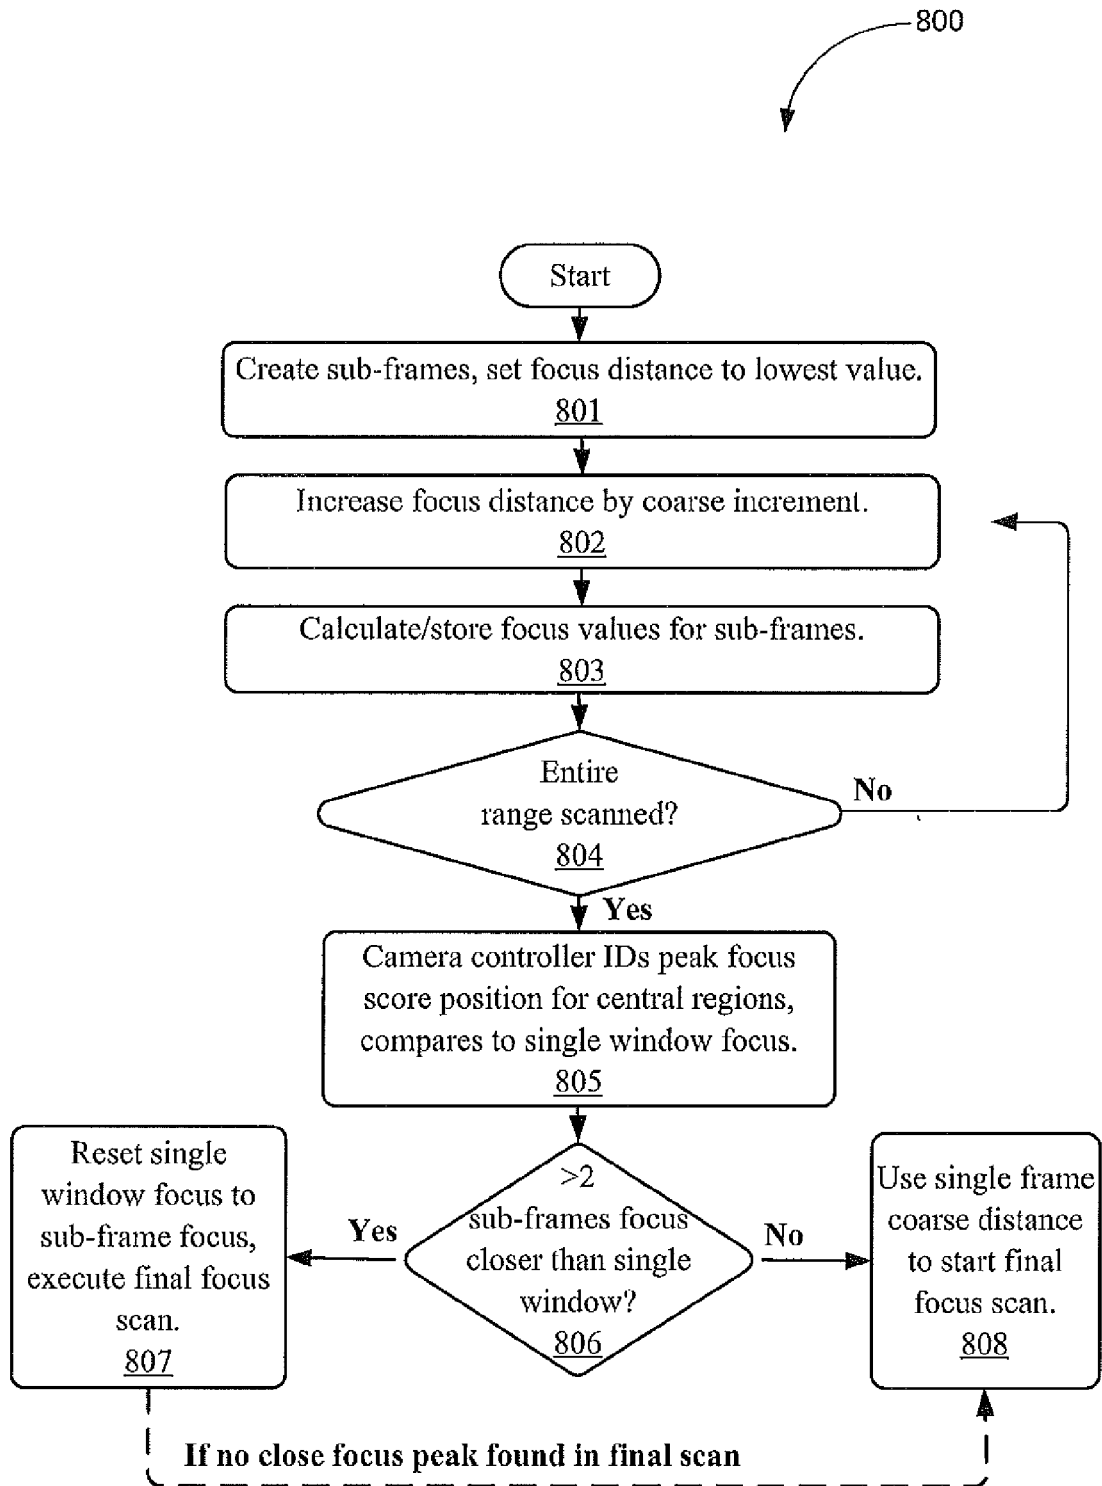 800
Start
Create sub-frames, set focus distance to lowest value.
801
Increase focus distance by coarse increment.
802
Calculate/store focus values for sub-frames.
803
Entire
range scanned?
804
No
Yes
Camera controller IDs peak focus
score position for central regions,
compares to single window focus.
805
>2
sub-frames focus
closer than single
window?
806
Yes
No
Reset single
window focus to
sub-frame focus,
execute final focus
scan.
807
Use single frame
coarse distance
to start final
focus scan.
808
If no close focus peak found in final scan